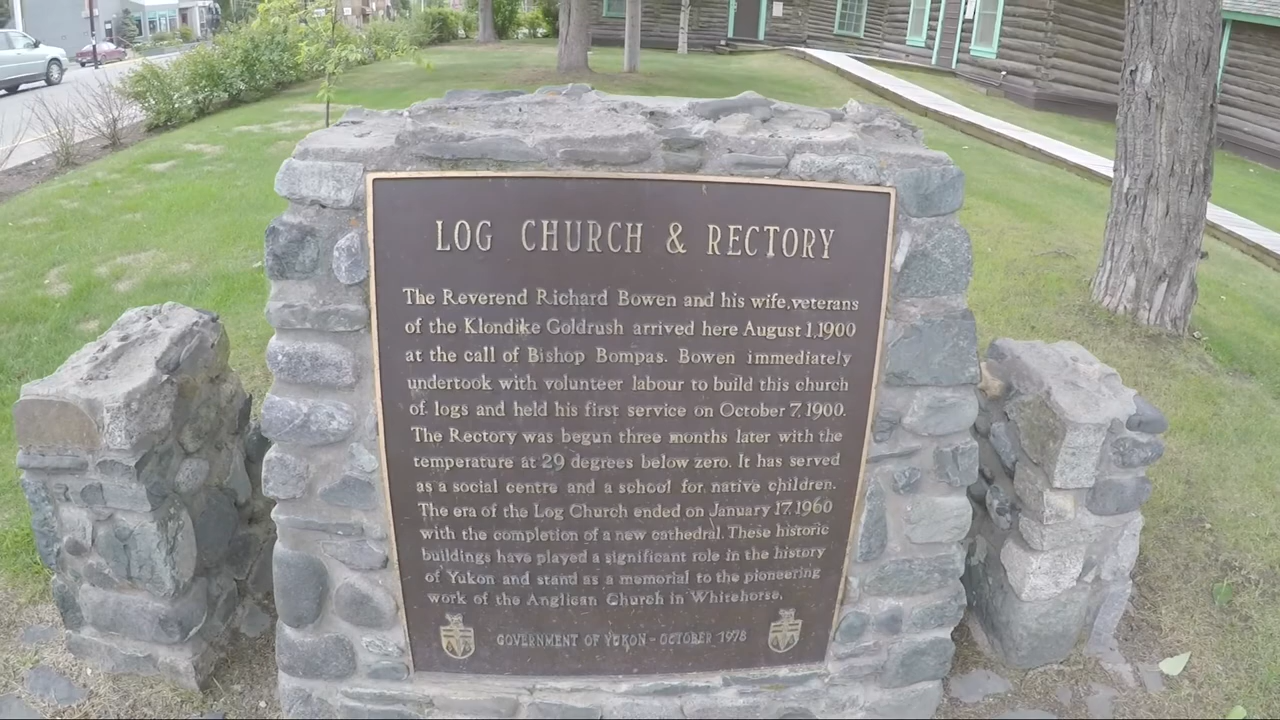 LOG CHURCH & RECTORY
The Reverend Richard Bowen and his wife, veterans
of the Klondike Goldrush arrived here August 1, 1900
at the call of Bishop Bompas. Bowen immediately
undertook with volunteer labour to build this church
of logs and held his first service on October 7, 1900.
The Rectory was begun three months later with the
temperature at 29 degrees below zero. It has served
as a social centre and a school for native children.
The era of the Log Church ended on January 17, 1960
with the completion of a new cathedral. These historic
buildings have played a significant role in the history
of Yukon and stand as a memorial to the pioneering
work of the Anglican Church in Whitehorse.
GOVERNMENT OF YUKON - OCTOBER 1978